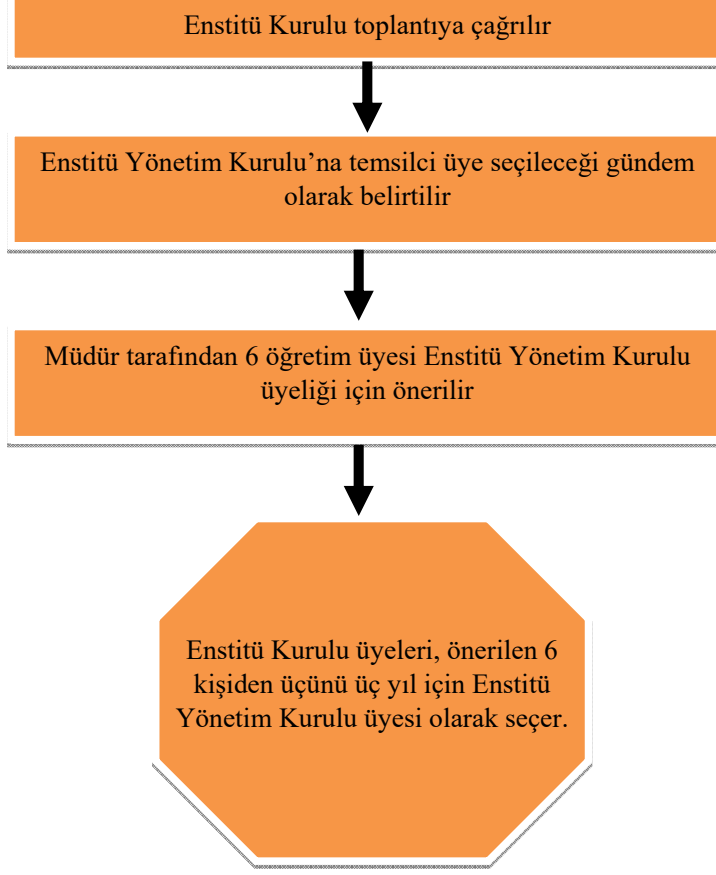 Enstitü Kurulu toplantıya çağrılır
Enstitü Yönetim Kurulu’na temsilci üye seçileceği gündem
olarak belirtilir
Müdür tarafından 6 öğretim üyesi Enstitü Yönetim Kurulu
üyeliği için önerilir
Enstitü Kurulu üyeleri, önerilen 6
kişiden üçünü üç yıl için Enstitü
Yönetim Kurulu üyesi olarak seçer.